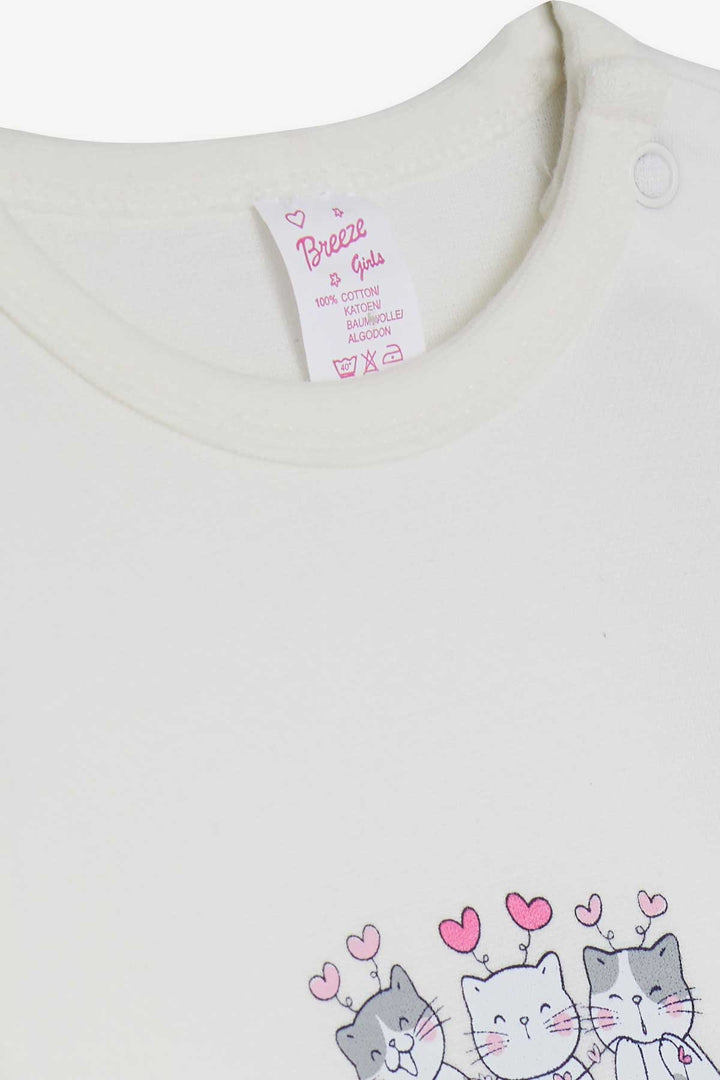 Breeze
Girls
100% COTTON/
KATOEN/
BAUMWOLLE/
ALGODON
40°